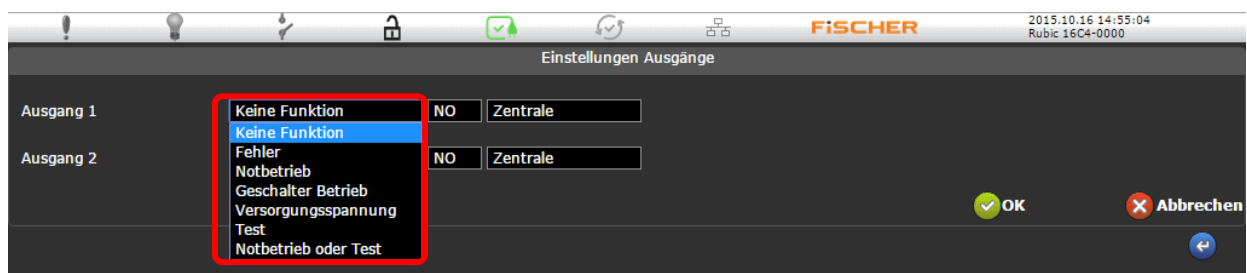 FiSCHER
2015.10.16 14:55:04
Rubic 16C4-0000
Einstellungen Ausgänge
Ausgang 1 Keine Funktion NO Zentrale
Keine Funktion
Fehler
Ausgang 2 NO Zentrale
Notbetrieb
Geschalter Betrieb
Versorgungsspannung
Test
Notbetrieb oder Test
OK Abbrechen